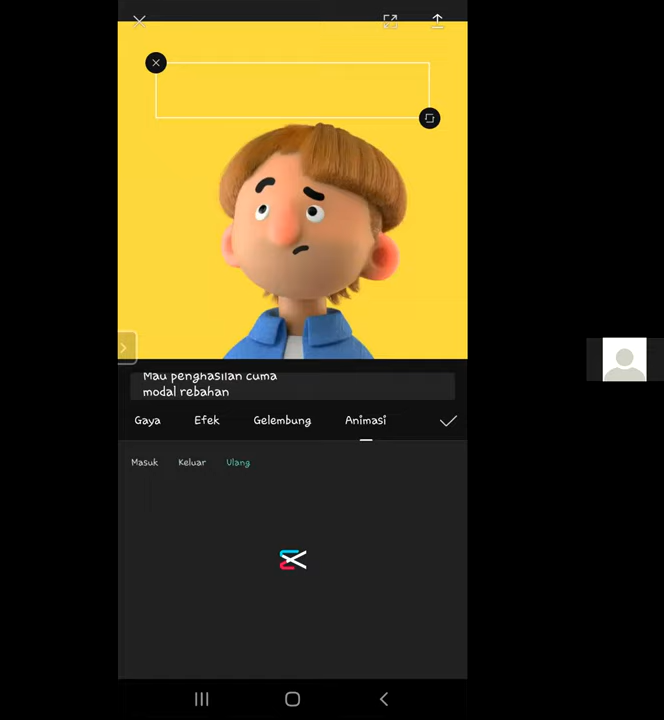 Mau penghasilan cuma
modal rebahan
Gaya Efek Gelembung Animasi
Masuk Keluar Ulang